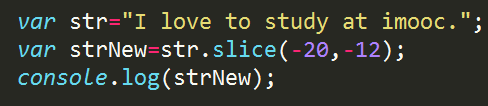 var str="I love to study at imooc.";
var strNew=str.slice(-20,-12);
console.log(strNew);